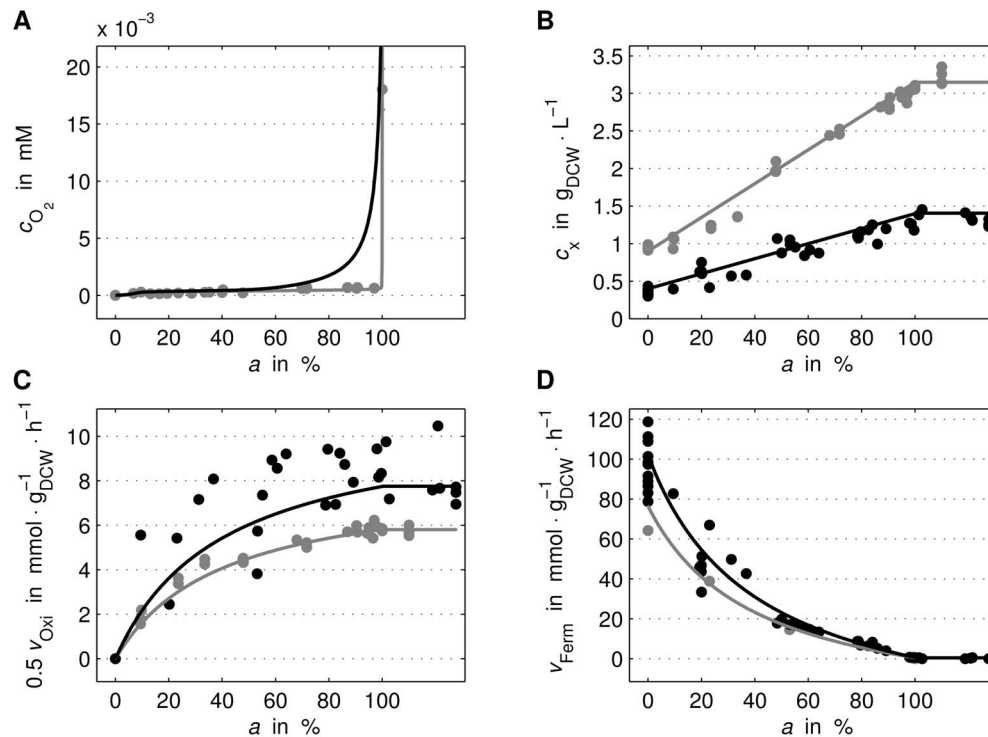 A
x 10⁻³
20
15
10
5
0
c_O₂ in mM
0 20 40 60 80 100
a in %
B
3.5
3
2.5
2
1.5
1
0.5
0
c_x in g_DCW · L⁻¹
0 20 40 60 80 100
a in %
C
10
8
6
4
2
0
0.5 v_Oxi in mmol · g⁻¹_DCW · h⁻¹
0 20 40 60 80 100
a in %
D
120
100
80
60
40
20
0
v_Ferm in mmol · g⁻¹_DCW · h⁻¹
0 20 40 60 80 100
a in %